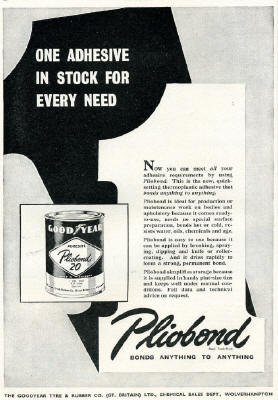 ONE ADHESIVE
IN STOCK FOR
EVERY NEED
Now you can meet all your
adhesive requirements by using
Pliobond. This is the new, quick-
setting thermoplastic adhesive that
bonds anything to anything.
Pliobond is ideal for production or
maintenance work on bodies and
upholstery because it comes ready-
to-use, needs no special surface
preparation, bonds hot or cold, re-
sists water, oils, chemicals and age.
Pliobond is easy to use because it
can be applied by brushing, spray-
ing, dipping and knife or roller-
coating. And it dries rapidly to
form a strong, permanent bond.
Pliobond simplifies storage because
it is supplied in handy pint-size tins
and keeps well under normal con-
ditions. Full data and technical
advice on request.
GOODYEAR
ADHESIVE
Pliobond
20
Pliobond
BONDS ANYTHING TO ANYTHING
THE GOODYEAR TYRE & RUBBER CO. (GT. BRITAIN) LTD., CHEMICAL SALES DEPT., WOLVERHAMPTON